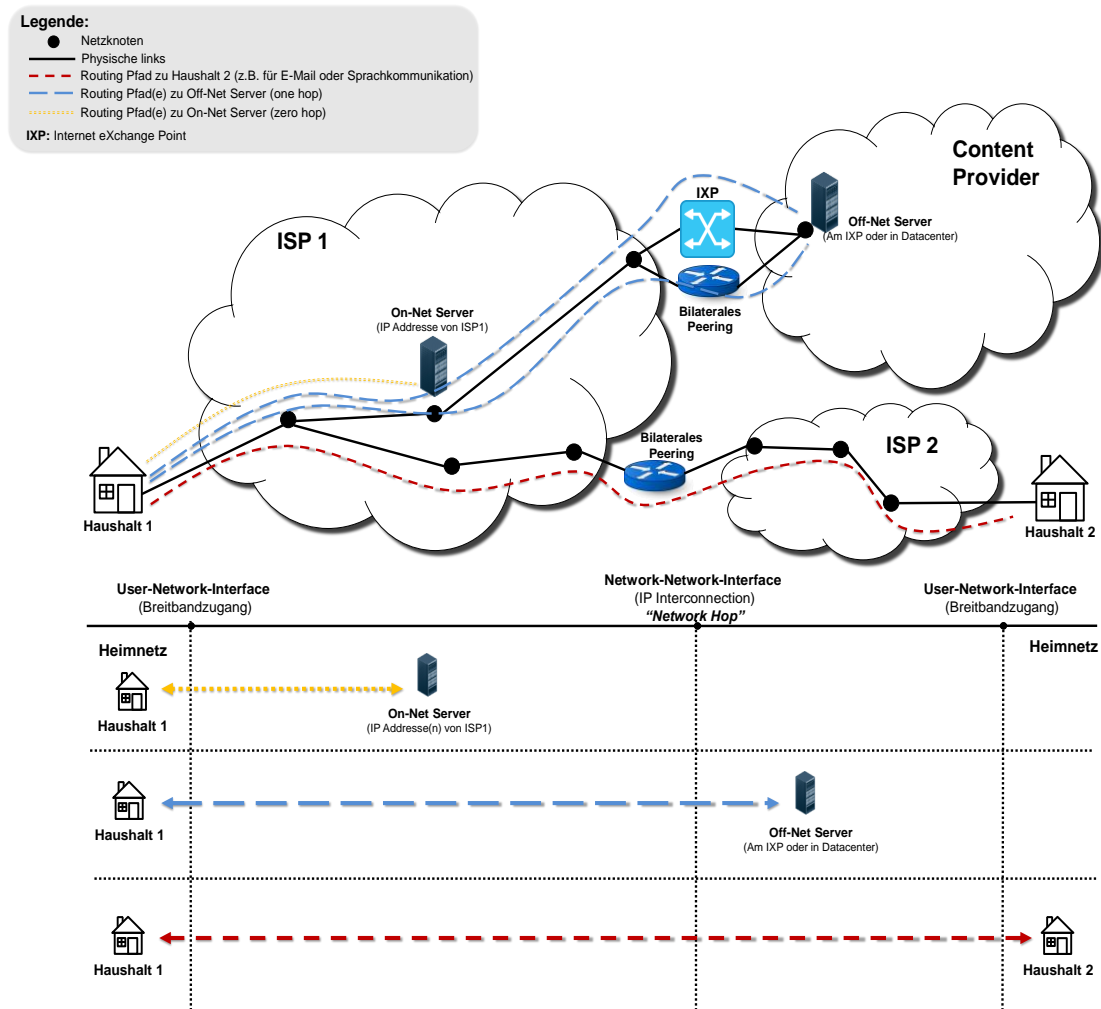 Legende:
Netzknoten
Physische links
Routing Pfad zu Haushalt 2 (z.B. für E-Mail oder Sprachkommunikation)
Routing Pfad(e) zu Off-Net Server (one hop)
Routing Pfad(e) zu On-Net Server (zero hop)
IXP: Internet eXchange Point
Content
Provider
IXP
Off-Net Server
(Am IXP oder in Datacenter)
ISP 1
On-Net Server
(IP Addresse von ISP1)
Bilaterales
Peering
Bilaterales
Peering
ISP 2
Haushalt 1
Haushalt 2
User-Network-Interface
(Breitbandzugang)
Network-Network-Interface
(IP Interconnection)
"Network Hop"
User-Network-Interface
(Breitbandzugang)
Heimnetz
Heimnetz
Haushalt 1
On-Net Server
(IP Addresse(n) von ISP1)
Haushalt 1
Off-Net Server
(Am IXP oder in Datacenter)
Haushalt 1
Haushalt 2